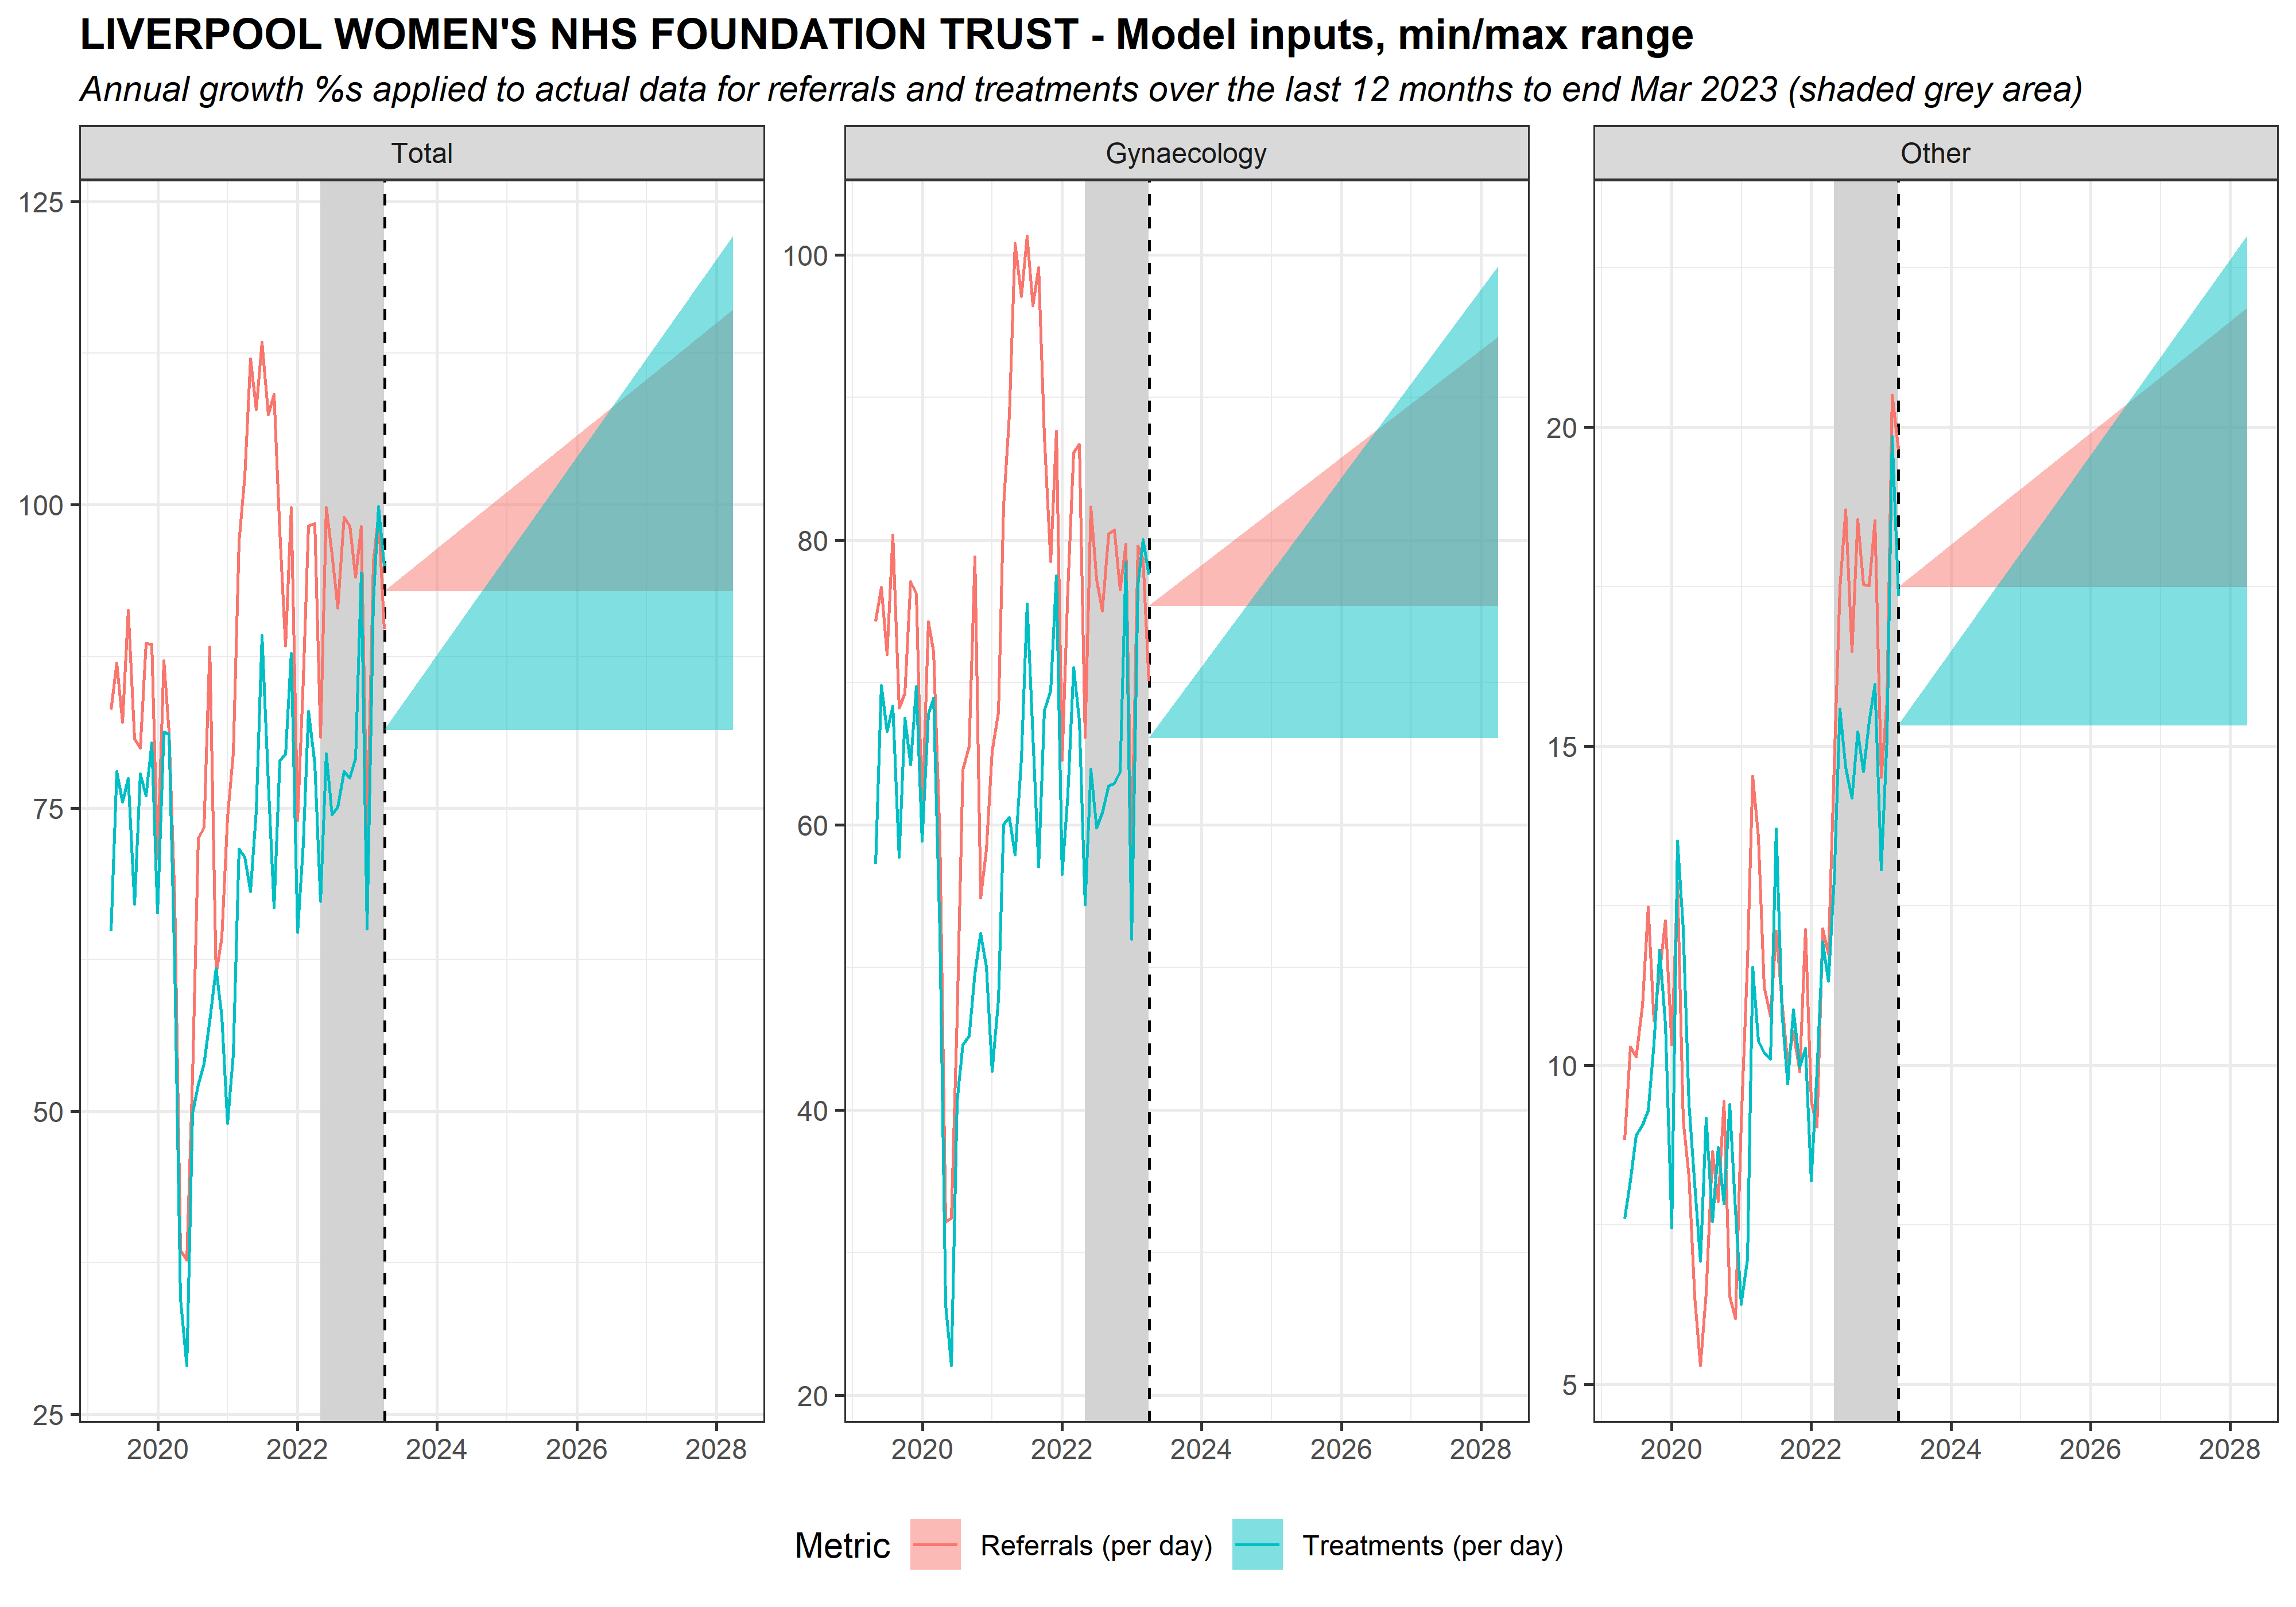 LIVERPOOL WOMEN'S NHS FOUNDATION TRUST - Model inputs, min/max range
Annual growth %s applied to actual data for referrals and treatments over the last 12 months to end Mar 2023 (shaded grey area)
Total
125
100
75
50
25
2020 2022 2024 2026 2028
Gynaecology
100
80
60
40
20
2020 2022 2024 2026 2028
Other
20
15
10
5
2020 2022 2024 2026 2028
Metric Referrals (per day) Treatments (per day)